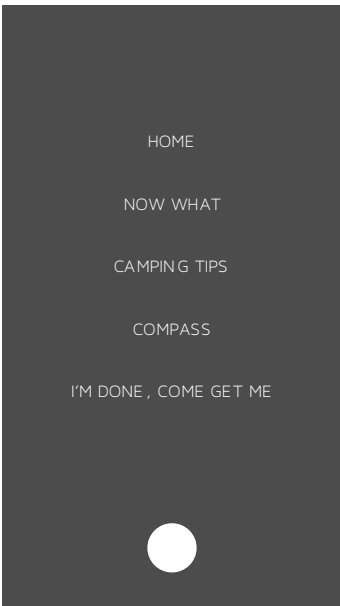 HOME
NOW WHAT
CAMPING TIPS
COMPASS
I'M DONE, COME GET ME